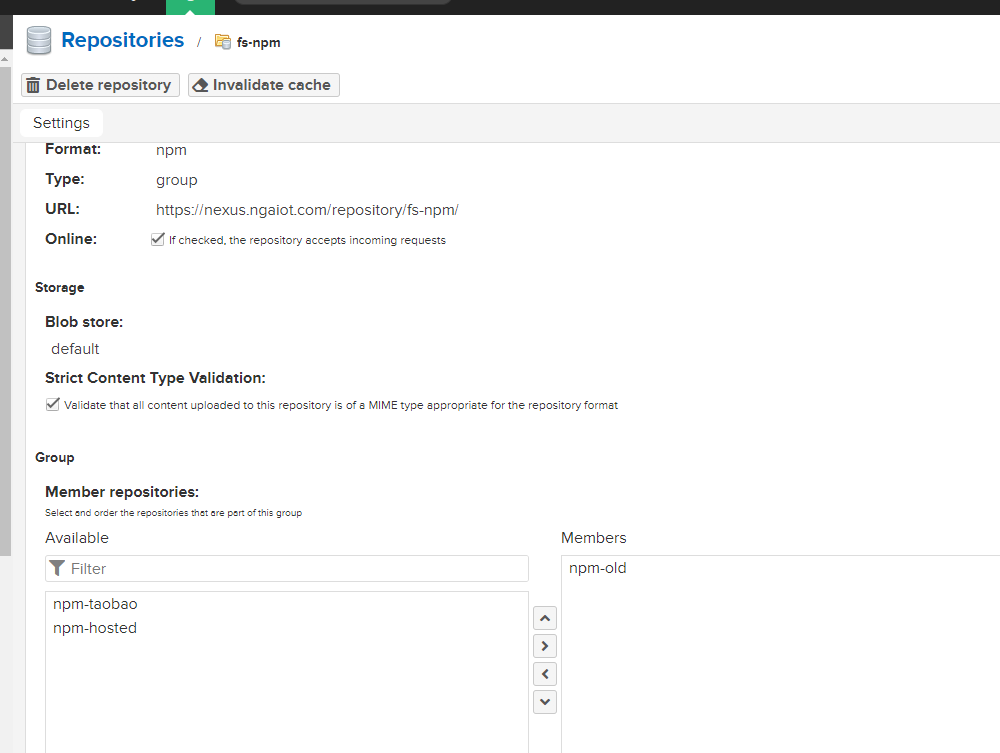 Repositories / fs-npm
Delete repository Invalidate cache
Settings
Format: npm
Type: group
URL: https://nexus.ngaiot.com/repository/fs-npm/
Online: If checked, the repository accepts incoming requests
Storage
Blob store:
default
Strict Content Type Validation:
Validate that all content uploaded to this repository is of a MIME type appropriate for the repository format
Group
Member repositories:
Select and order the repositories that are part of this group
Available Members
Filter npm-old
npm-taobao
npm-hosted